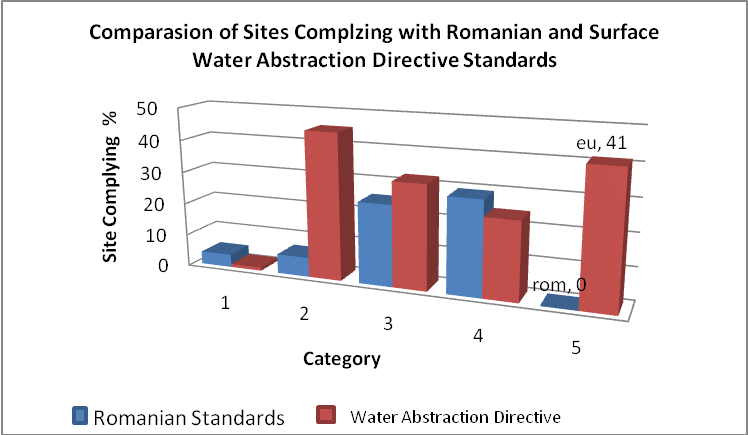 Comparasion of Sites Complzing with Romanian and Surface
Water Abstraction Directive Standards
Site Complying %
50
40
30
20
10
0
eu, 41
rom, 0
1
2
3
4
5
Category
Romanian Standards
Water Abstraction Directive